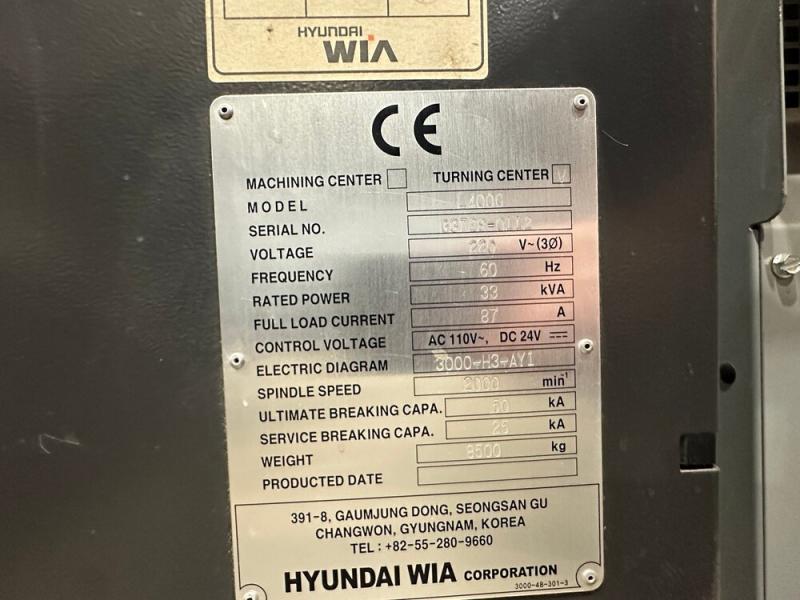 HYUNDAI
WIA
CE
MACHINING CENTER TURNING CENTER V
MODEL L400C
SERIAL NO.
VOLTAGE 220 V~(3Ø)
FREQUENCY 60 Hz
RATED POWER 33 kVA
FULL LOAD CURRENT 87 A
CONTROL VOLTAGE AC 110V~, DC 24V
ELECTRIC DIAGRAM 3000-H3-AY1
SPINDLE SPEED 2000 min⁻¹
ULTIMATE BREAKING CAPA. 50 kA
SERVICE BREAKING CAPA. 25 kA
WEIGHT kg
PRODUCTED DATE
391-8, GAUMJUNG DONG, SEONGSAN GU
CHANGWON, GYUNGNAM, KOREA
TEL : +82-55-280-9660
HYUNDAI WIA CORPORATION
3000-48-301-3